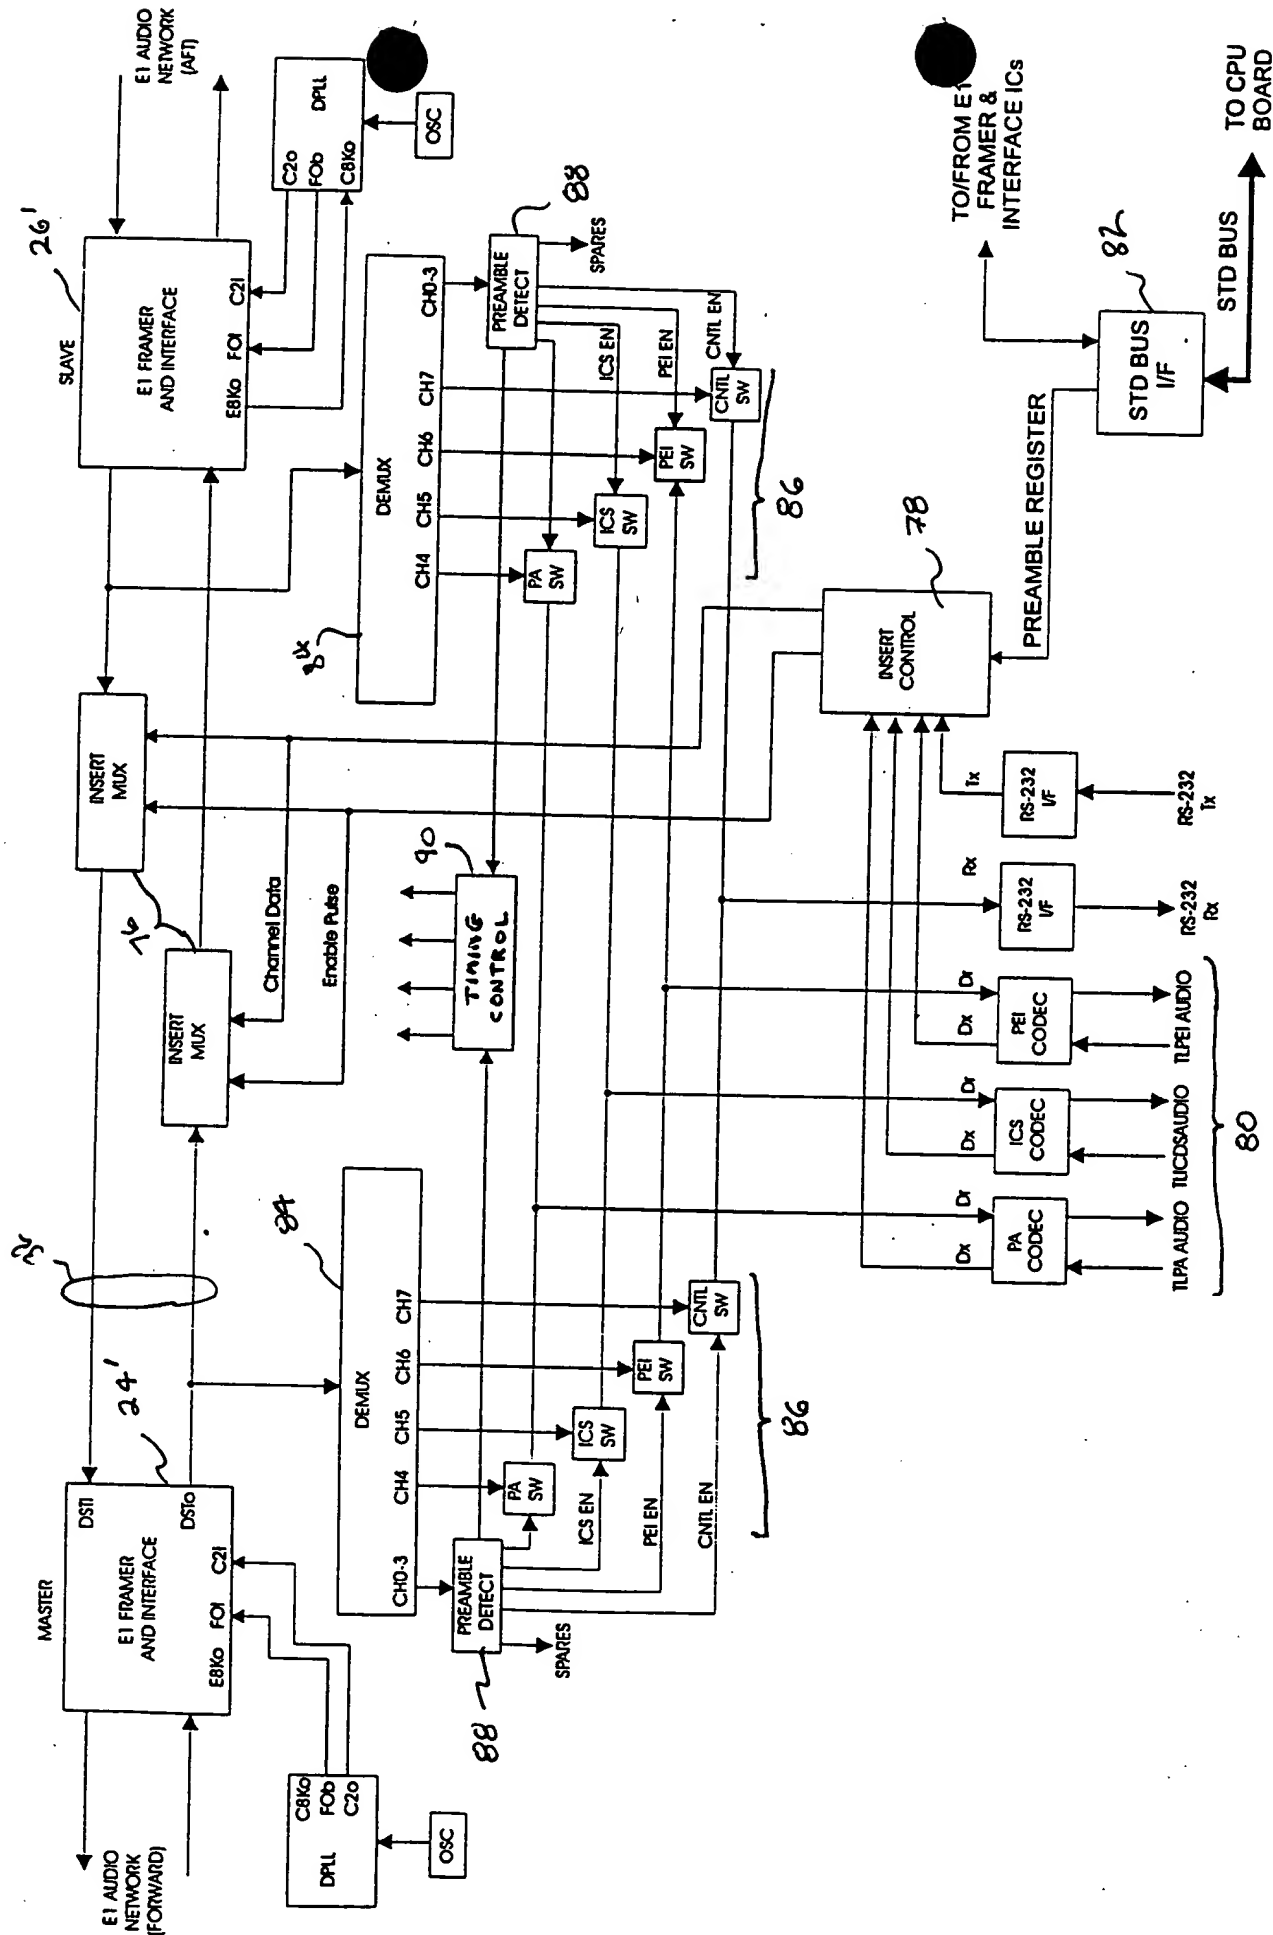 E1 AUDIO
NETWORK
(FORWARD)
MASTER
E1 FRAMER
AND INTERFACE
DSTi
DSTo
E8Ko
FOI
C2I
24'
DPLL
C8Ko
FOb
C2o
OSC
INSERT
MUX
INSERT
MUX
76
Channel Data
Enable Pulse
SLAVE
26'
E1 FRAMER
AND INTERFACE
E8Ko
FOI
C2I
E1 AUDIO
NETWORK
(AFT)
DPLL
C2o
FOb
C8Ko
OSC
DEMUX
84
CH0-3
CH4
CH5
CH6
CH7
PREAMBLE
DETECT
88
SPARES
PA
SW
ICS
SW
PEI
SW
CNTL
SW
ICS EN
PEI EN
CNTL EN
86
TIMING
CONTROL
90
DEMUX
CH4
CH5
CH6
CH7
CH0-3
PREAMBLE
DETECT
88
SPARES
PA
SW
ICS
SW
PEI
SW
CNTL
SW
ICS EN
PEI EN
CNTL EN
86
TO/FROM E1
FRAMER &
INTERFACE ICs
INSERT
CONTROL
78
PREAMBLE REGISTER
STD BUS
I/F
82
STD BUS
TO CPU
BOARD
Dx
Dr
PA
CODEC
TLPA AUDIO
Dx
Dr
ICS
CODEC
TLICDSAUDIO
Dx
Dr
PEI
CODEC
TLPEI AUDIO
80
Rx
RS-232
I/F
RS-232
Rx
Tx
RS-232
I/F
RS-232
Tx